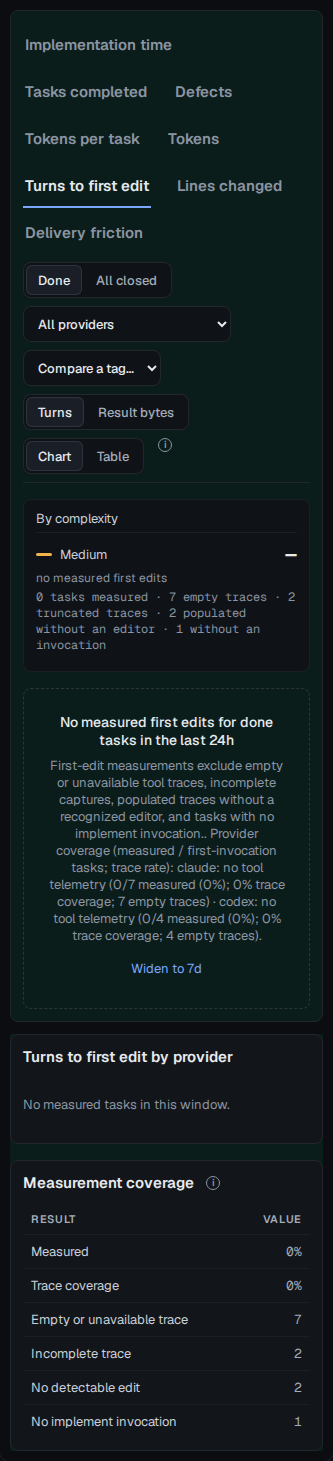 Implementation time
Tasks completed Defects
Tokens per task Tokens
Turns to first edit Lines changed
Delivery friction
Done All closed
All providers
Compare a tag...
Turns Result bytes
Chart Table
By complexity
Medium —
no measured first edits
0 tasks measured · 7 empty traces · 2
truncated traces · 2 populated
without an editor · 1 without an
invocation
No measured first edits for done
tasks in the last 24h
First-edit measurements exclude empty
or unavailable tool traces, incomplete
captures, populated traces without a
recognized editor, and tasks with no
implement invocation.. Provider
coverage (measured / first-invocation
tasks; trace rate): claude: no tool
telemetry (0/7 measured (0%); 0% trace
coverage; 7 empty traces) · codex: no
tool telemetry (0/4 measured (0%); 0%
trace coverage; 4 empty traces).
Widen to 7d
Turns to first edit by provider
No measured tasks in this window.
Measurement coverage
RESULT VALUE
Measured 0%
Trace coverage 0%
Empty or unavailable trace 7
Incomplete trace 2
No detectable edit 2
No implement invocation 1